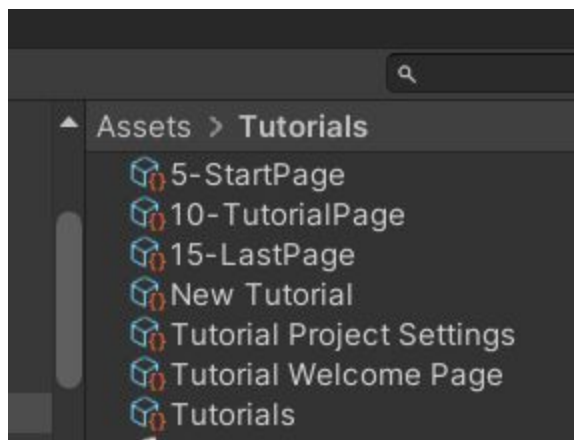 Assets > Tutorials
5-StartPage
10-TutorialPage
15-LastPage
New Tutorial
Tutorial Project Settings
Tutorial Welcome Page
Tutorials